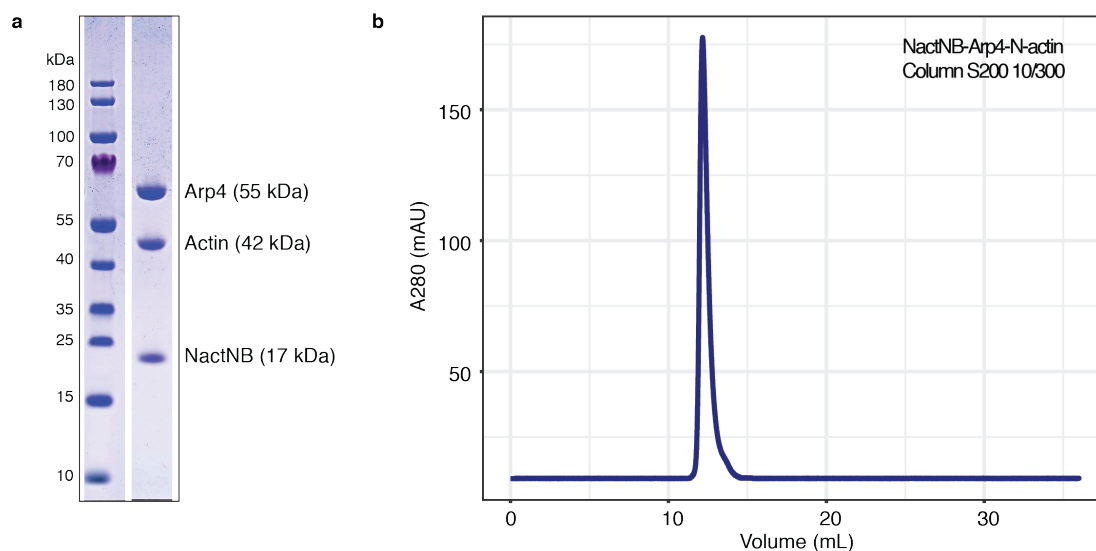 a
kDa
180
130
100
70
55
40
35
25
15
10
Arp4 (55 kDa)
Actin (42 kDa)
NactNB (17 kDa)
b
NactNB-Arp4-N-actin
Column S200 10/300
A280 (mAU)
150
100
50
0
10
20
30
Volume (mL)